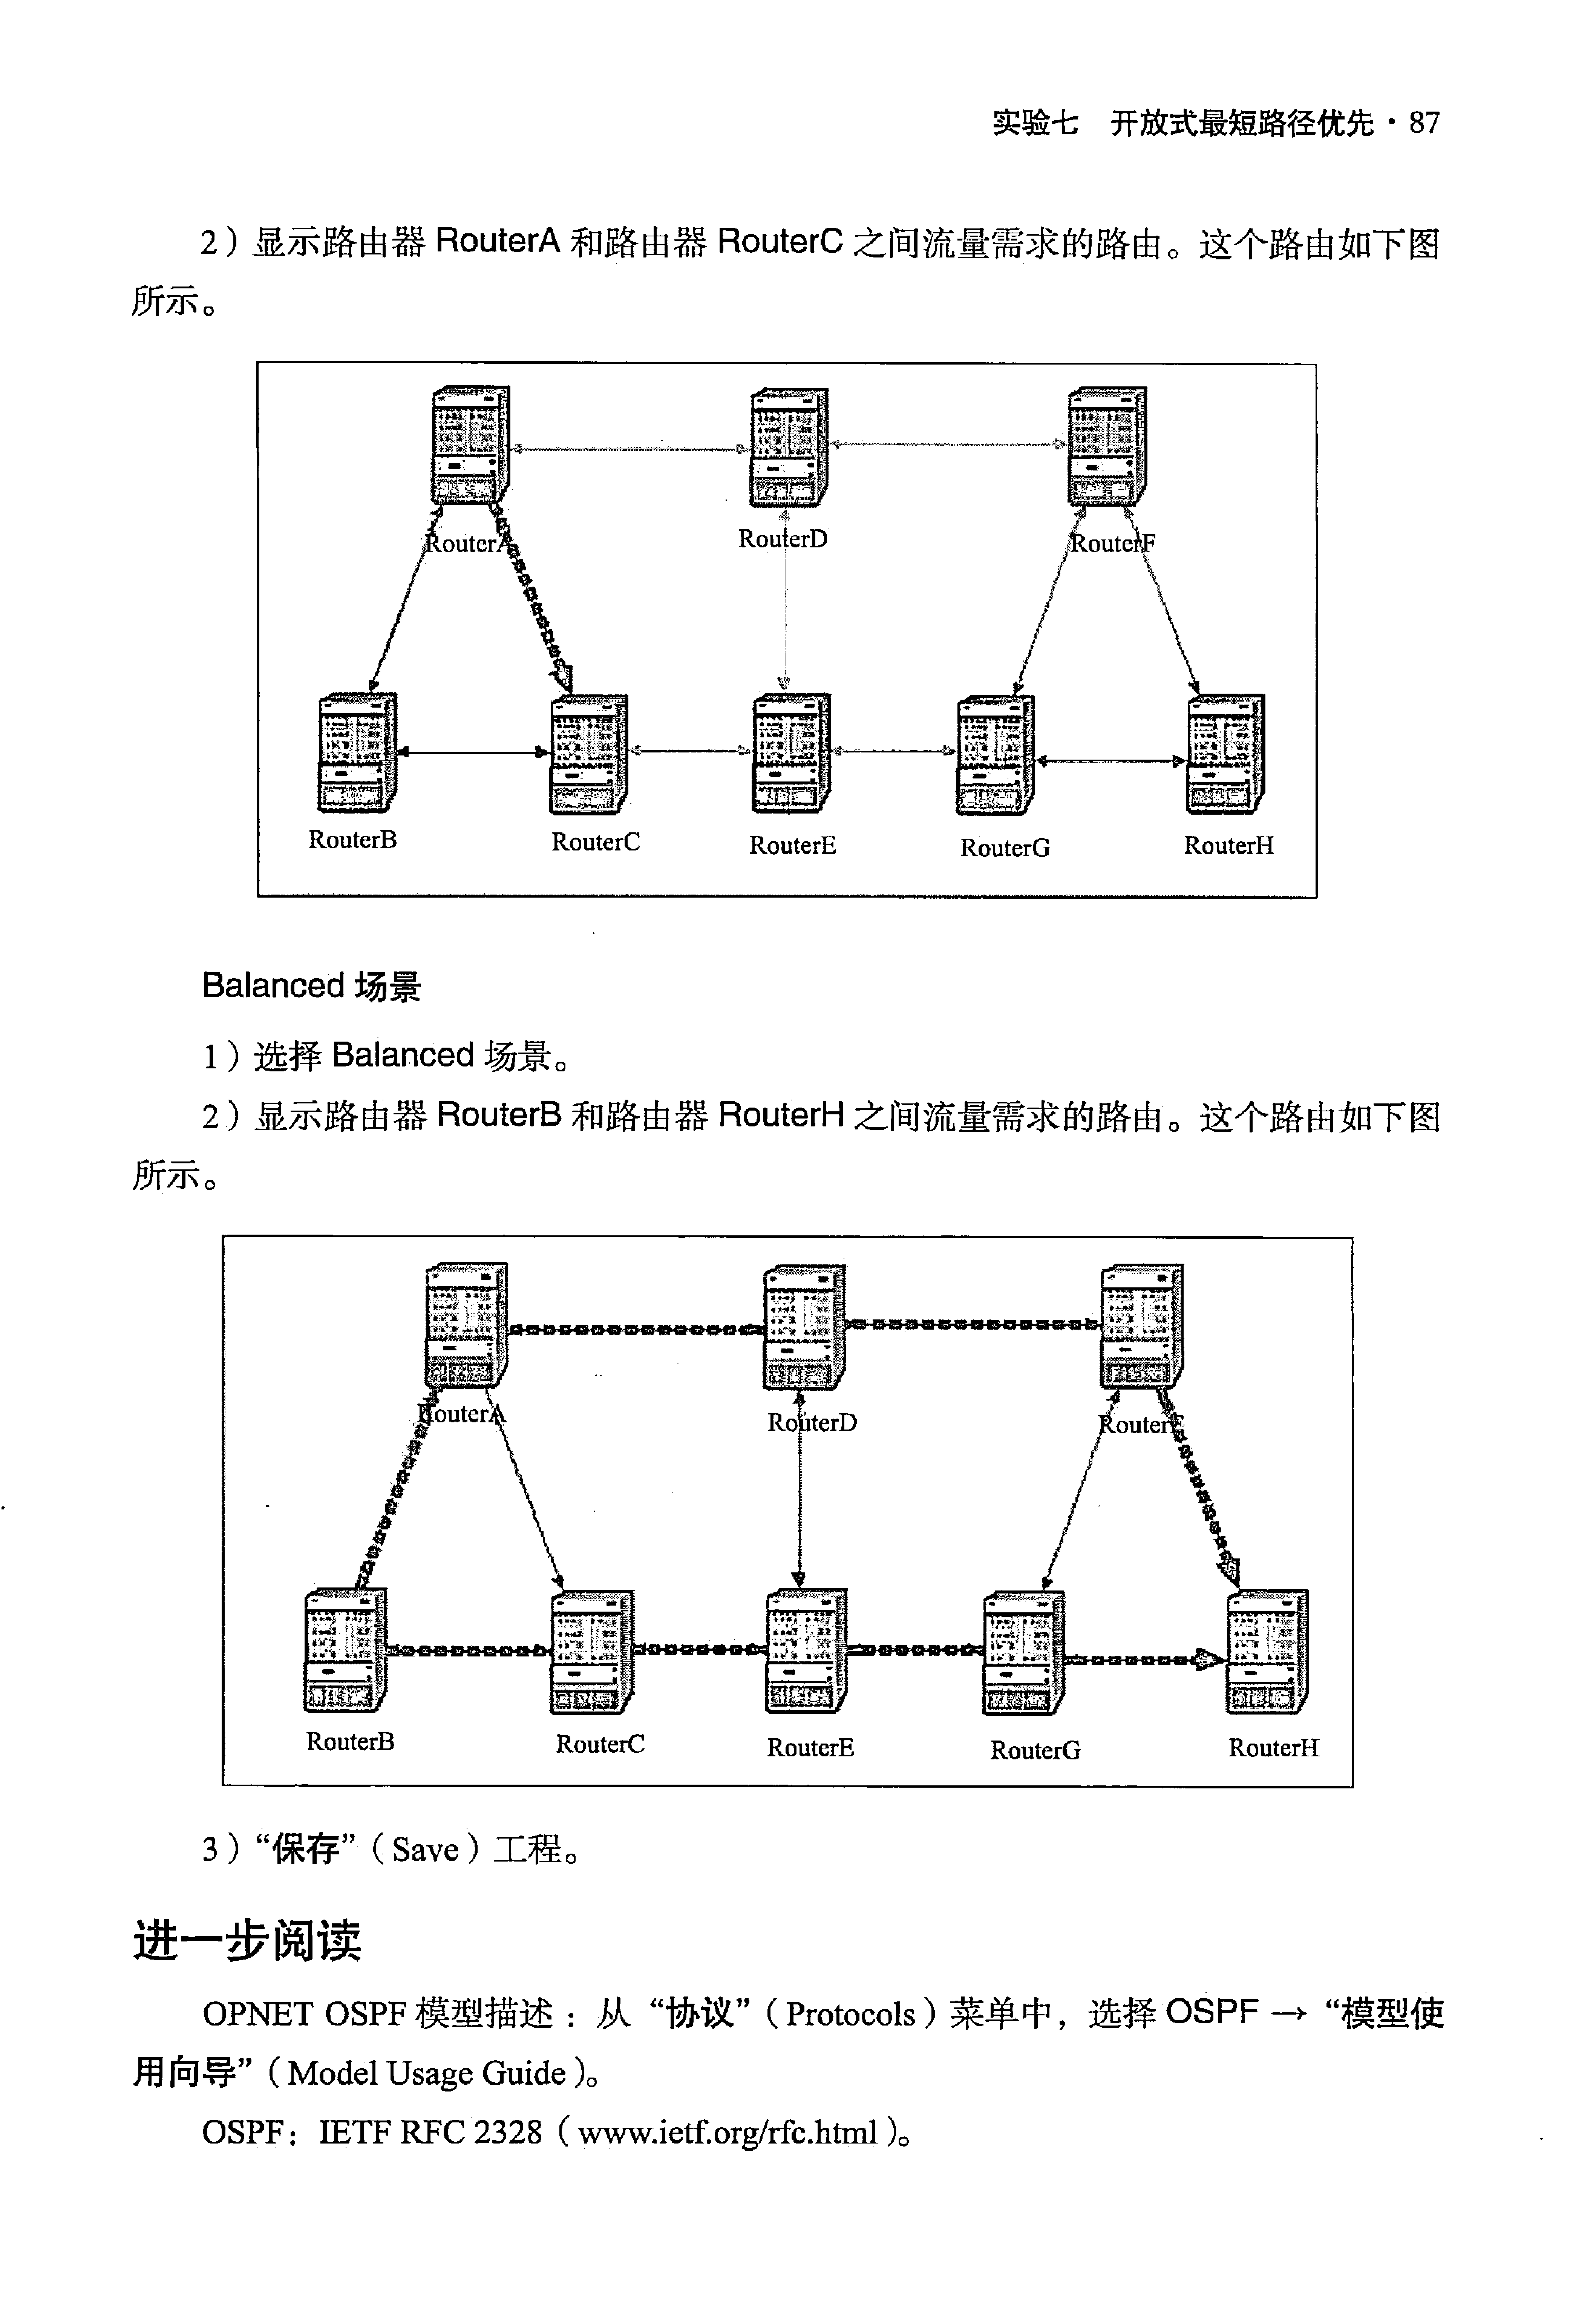 实验七 开放式最短路径优先·87
2）显示路由器 RouterA 和路由器 RouterC 之间流量需求的路由。这个路由如下图
所示。
RouterA RouterD RouterF
RouterB RouterC RouterE RouterG RouterH
Balanced 场景
1）选择 Balanced 场景。
2）显示路由器 RouterB 和路由器 RouterH 之间流量需求的路由。这个路由如下图
所示。
RouterA RouterD RouterF
RouterB RouterC RouterE RouterG RouterH
3）“保存”（Save）工程。
进一步阅读
OPNET OSPF 模型描述：从“协议”（Protocols）菜单中，选择 OSPF → “模型使
用向导”（Model Usage Guide）。
OSPF：IETF RFC 2328（www.ietf.org/rfc.html）。